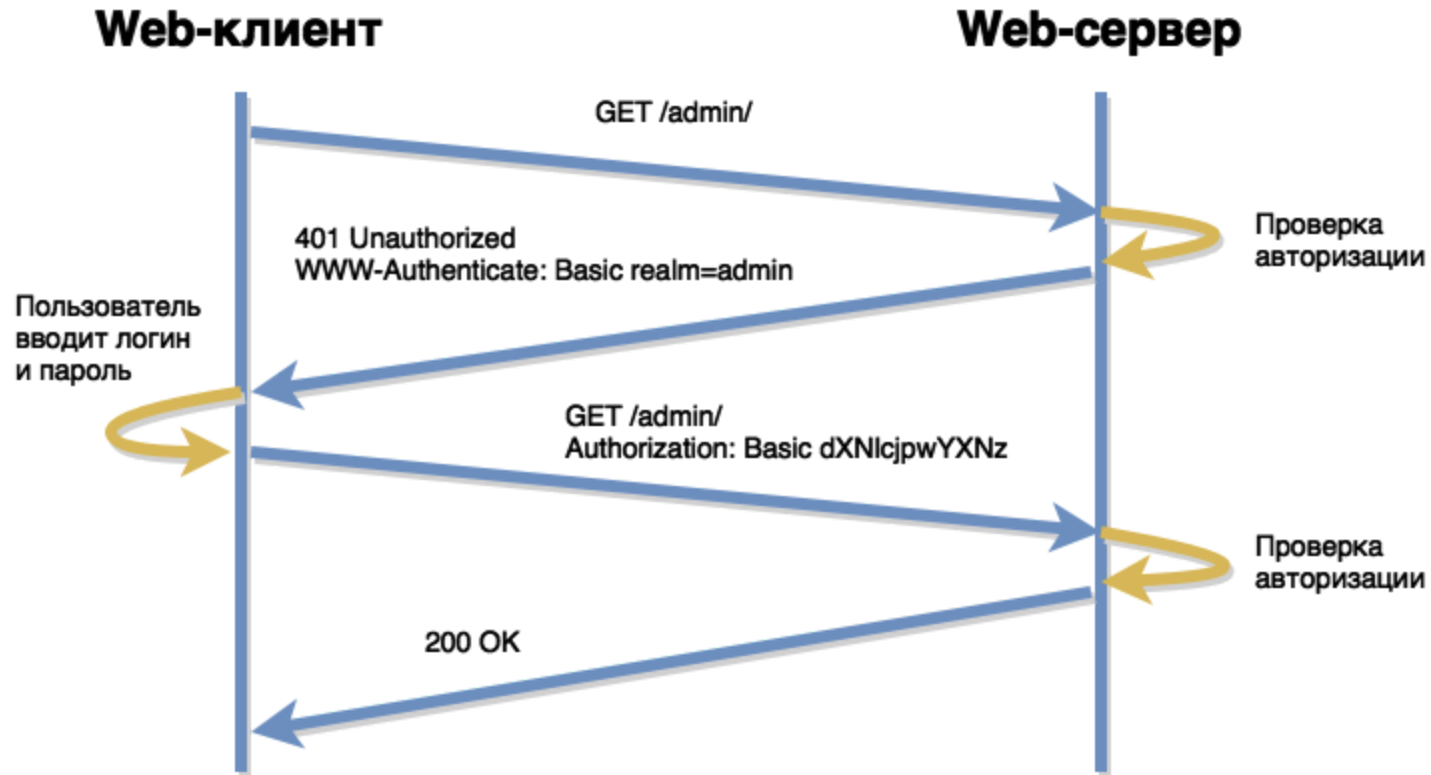 Web-клиент
Web-сервер
GET /admin/
401 Unauthorized
WWW-Authenticate: Basic realm=admin
Проверка
авторизации
Пользователь
вводит логин
и пароль
GET /admin/
Authorization: Basic dXNlcjpwYXNz
Проверка
авторизации
200 OK